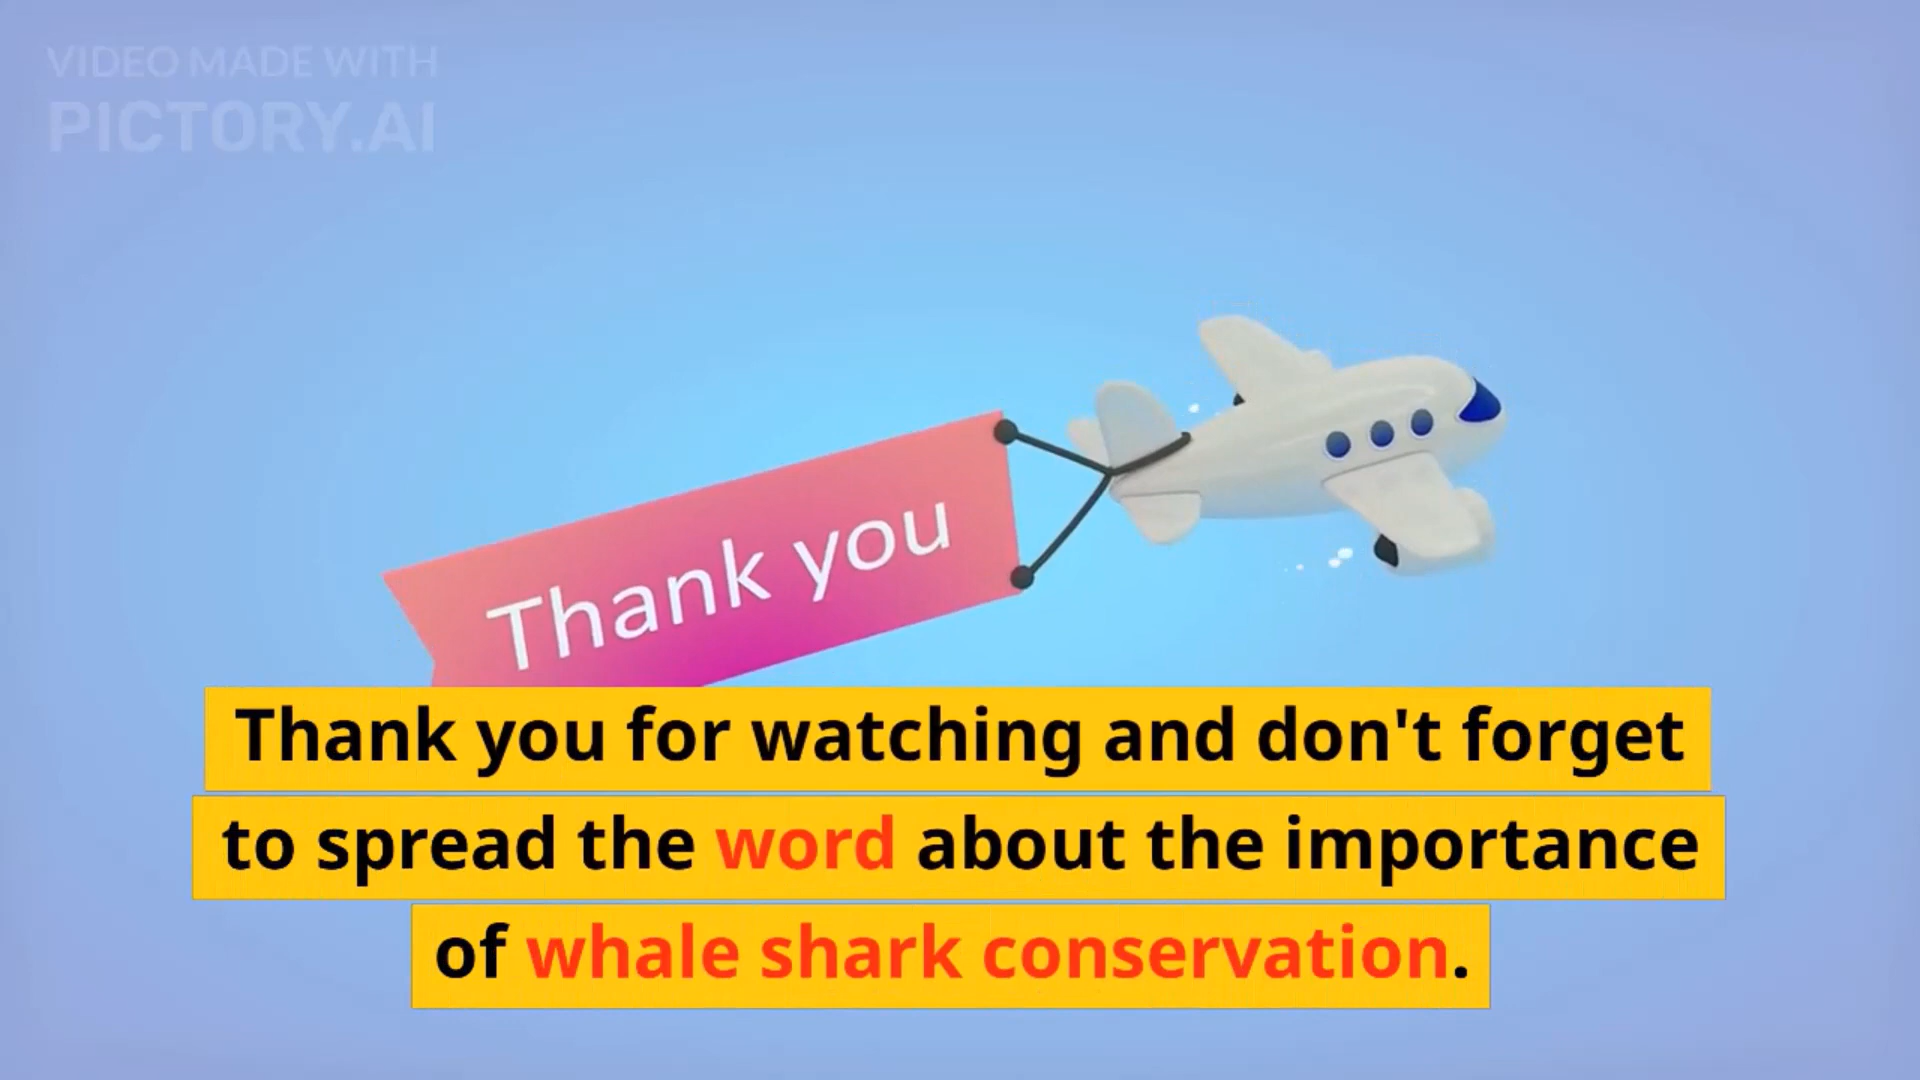 VIDEO MADE WITH
PICTORY.AI
Thank you
Thank you for watching and don't forget
to spread the word about the importance
of whale shark conservation.